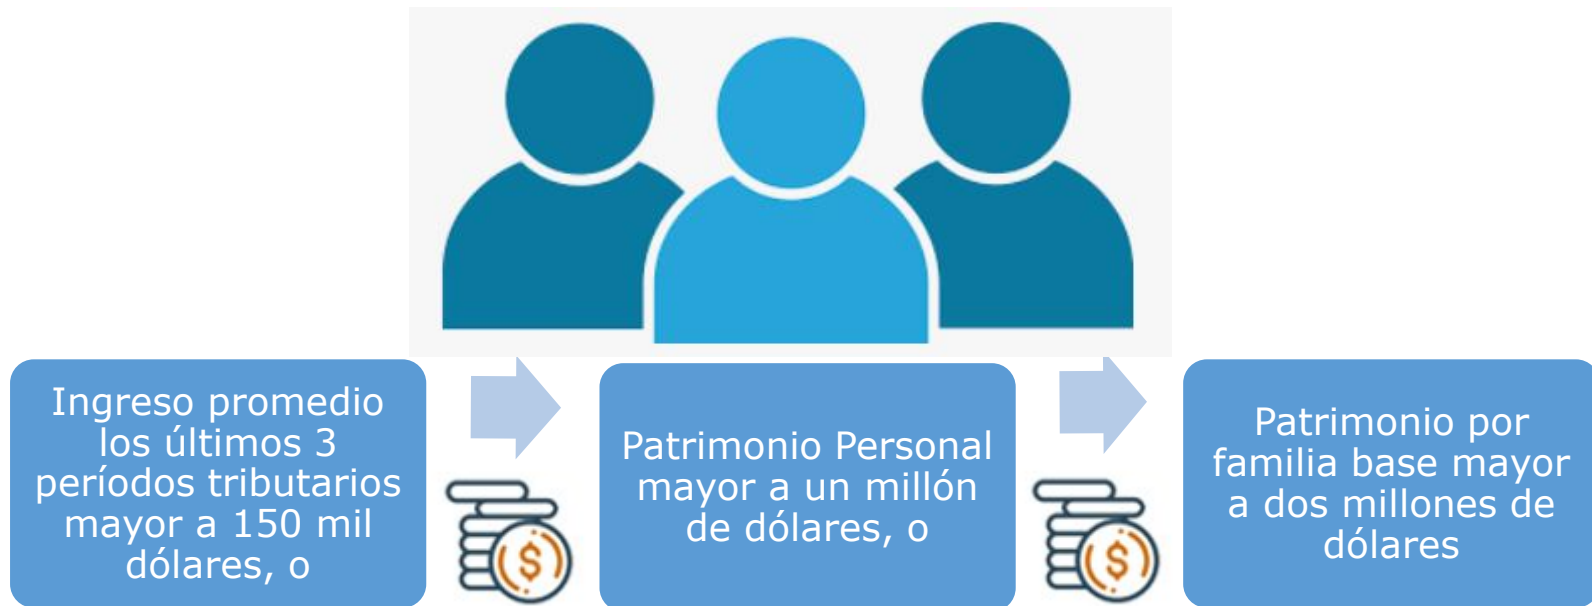 Ingreso promedio
los últimos 3
períodos tributarios
mayor a 150 mil
dólares, o
$
Patrimonio Personal
mayor a un millón
de dólares, o
$
Patrimonio por
familia base mayor
a dos millones de
dólares